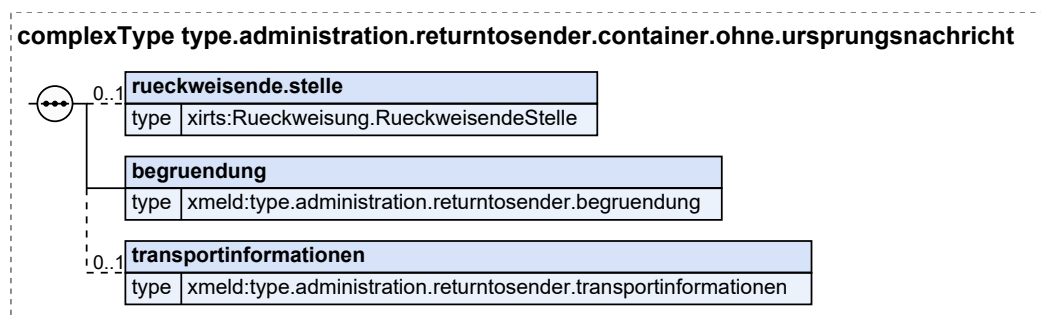 complexType type.administration.returntosender.container.ohne.ursprungsnachricht
0..1
rueckweisende.stelle
type xirts:Rueckweisung.RueckweisendeStelle
begruendung
type xmeld:type.administration.returntosender.begruendung
0..1
transportinformationen
type xmeld:type.administration.returntosender.transportinformationen